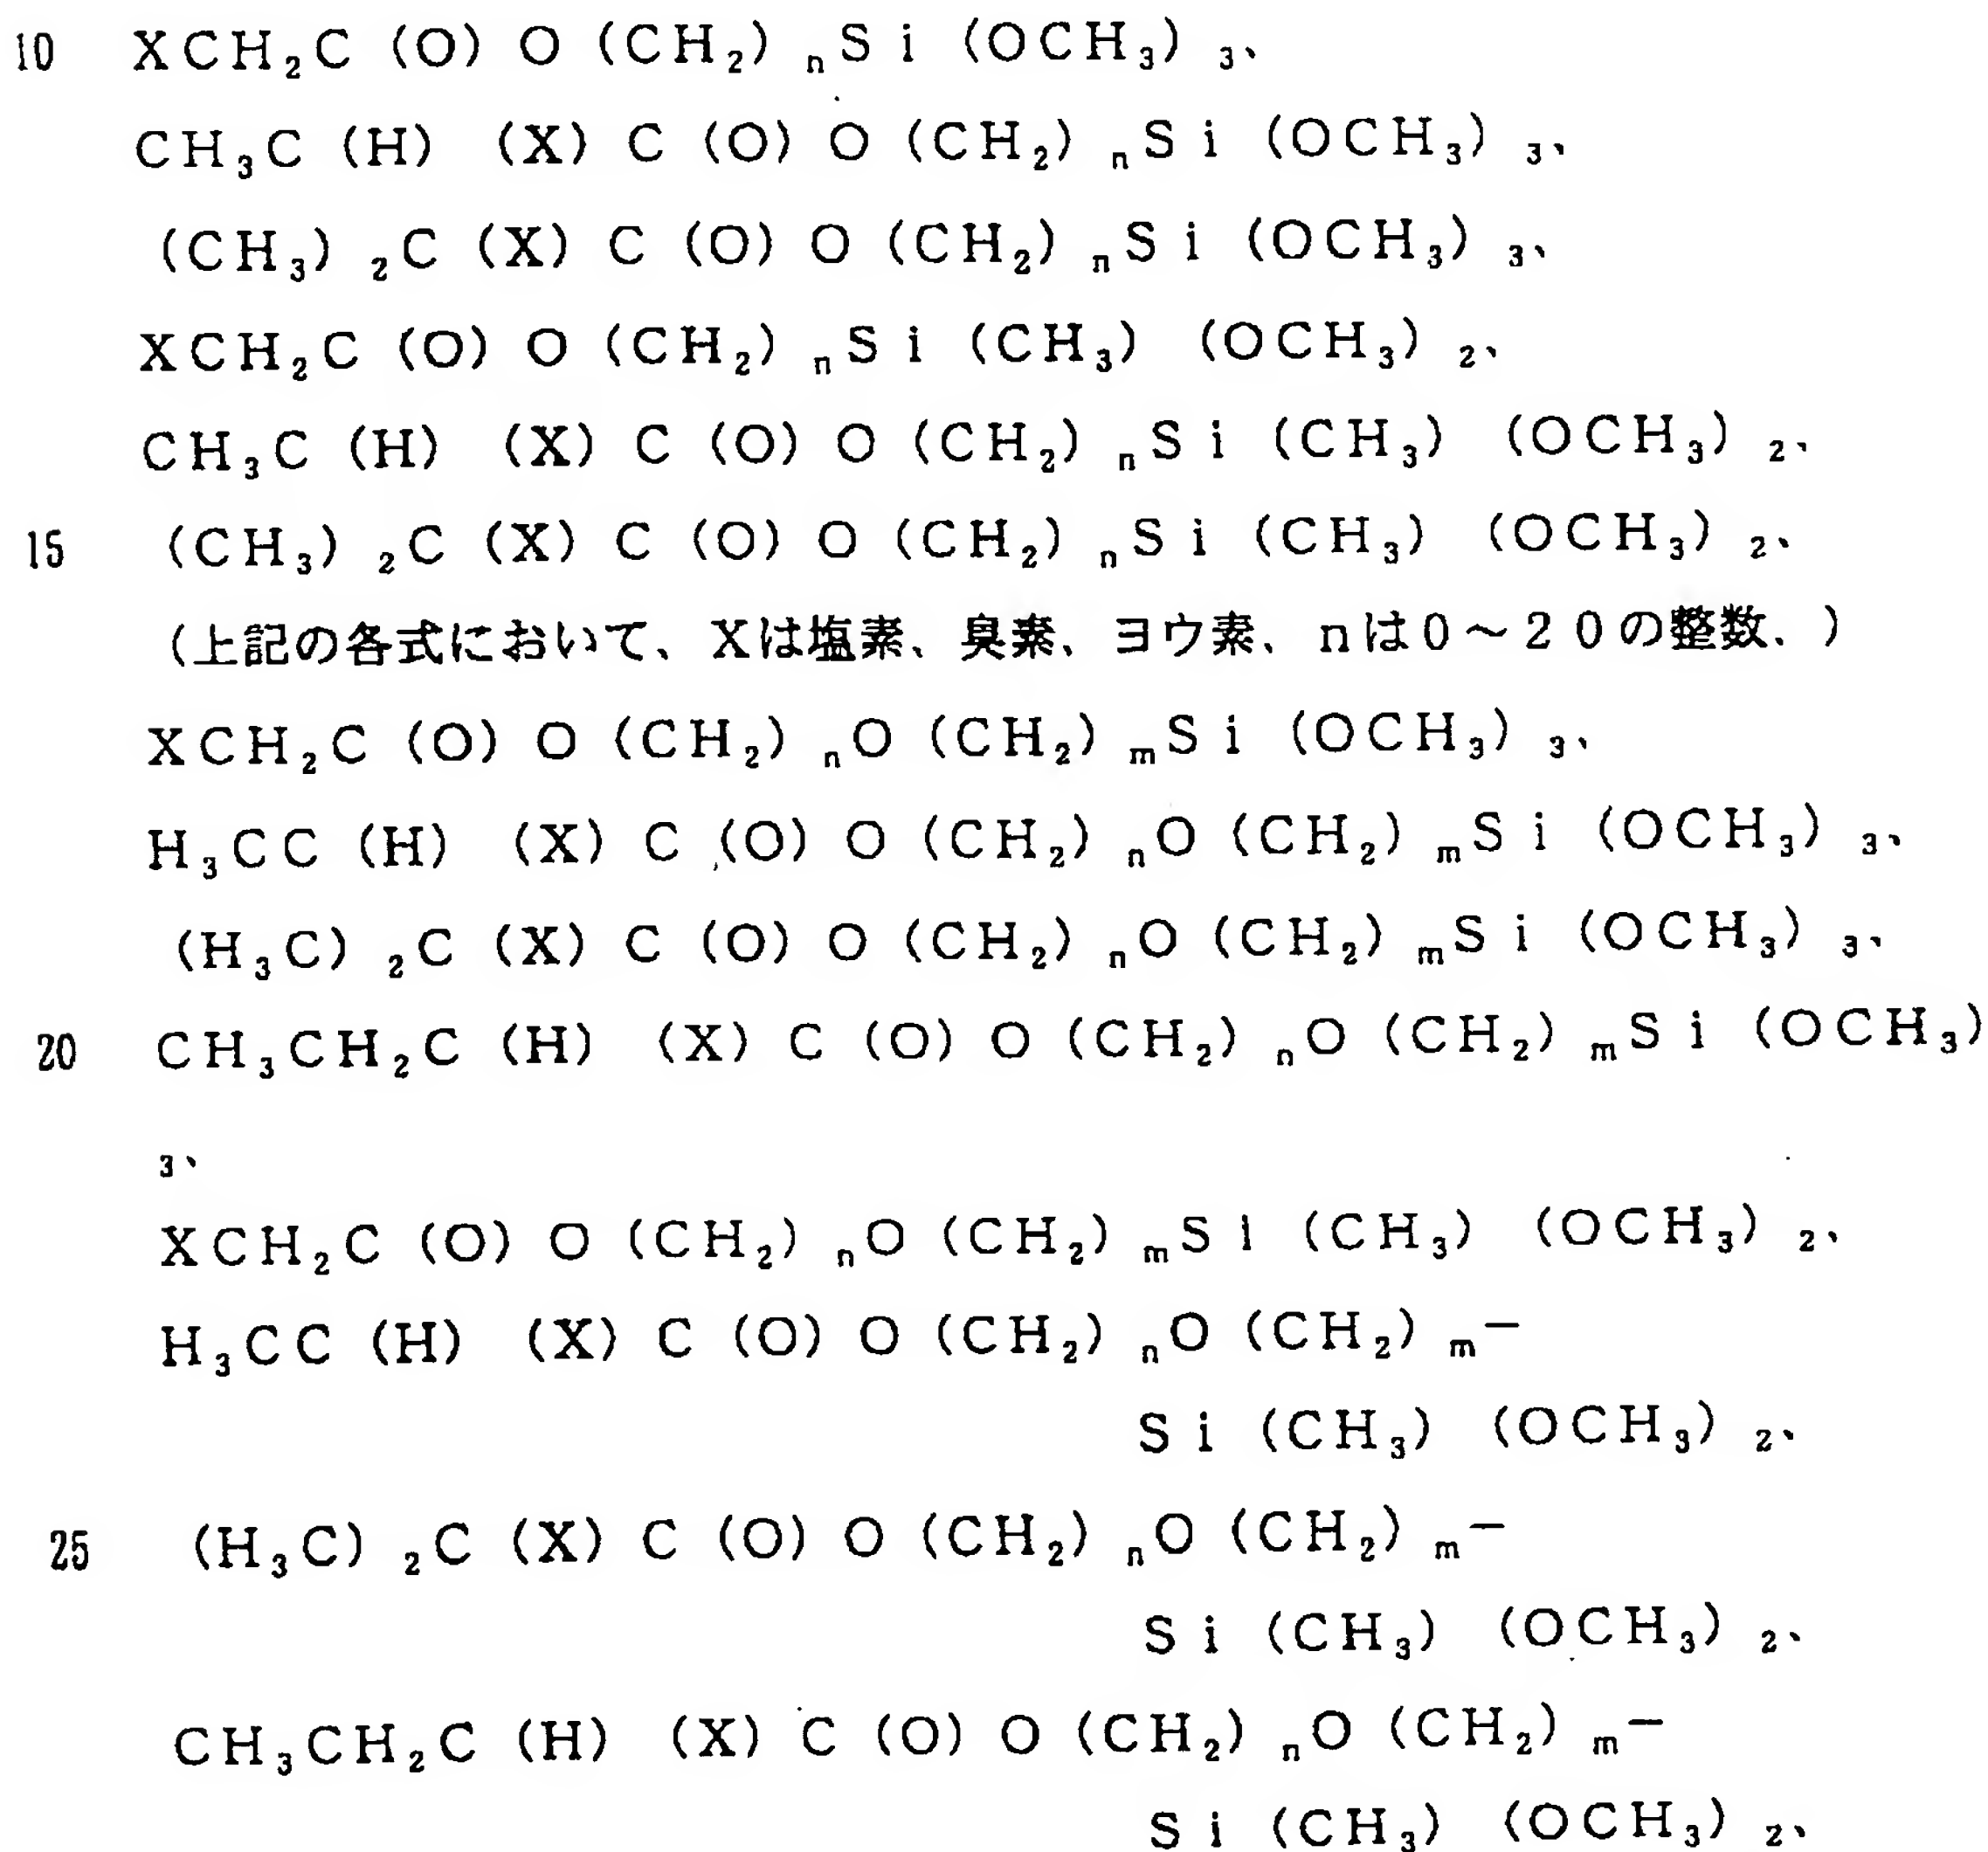 10 XCH₂C(O)O(CH₂)ₙSi(OCH₃)₃、
CH₃C(H)(X)C(O)O(CH₂)ₙSi(OCH₃)₃、
(CH₃)₂C(X)C(O)O(CH₂)ₙSi(OCH₃)₃、
XCH₂C(O)O(CH₂)ₙSi(CH₃)(OCH₃)₂、
CH₃C(H)(X)C(O)O(CH₂)ₙSi(CH₃)(OCH₃)₂、
15 (CH₃)₂C(X)C(O)O(CH₂)ₙSi(CH₃)(OCH₃)₂、
(上記の各式において、Xは塩素、臭素、ヨウ素、nは0~20の整数、)
XCH₂C(O)O(CH₂)ₙO(CH₂)ₘSi(OCH₃)₃、
H₃CC(H)(X)C(O)O(CH₂)ₙO(CH₂)ₘSi(OCH₃)₃、
(H₃C)₂C(X)C(O)O(CH₂)ₙO(CH₂)ₘSi(OCH₃)₃、
20 CH₃CH₂C(H)(X)C(O)O(CH₂)ₙO(CH₂)ₘSi(OCH₃)
₃、
XCH₂C(O)O(CH₂)ₙO(CH₂)ₘSi(CH₃)(OCH₃)₂、
H₃CC(H)(X)C(O)O(CH₂)ₙO(CH₂)ₘ−
Si(CH₃)(OCH₃)₂、
25 (H₃C)₂C(X)C(O)O(CH₂)ₙO(CH₂)ₘ−
Si(CH₃)(OCH₃)₂、
CH₃CH₂C(H)(X)C(O)O(CH₂)ₙO(CH₂)ₘ−
Si(CH₃)(OCH₃)₂、